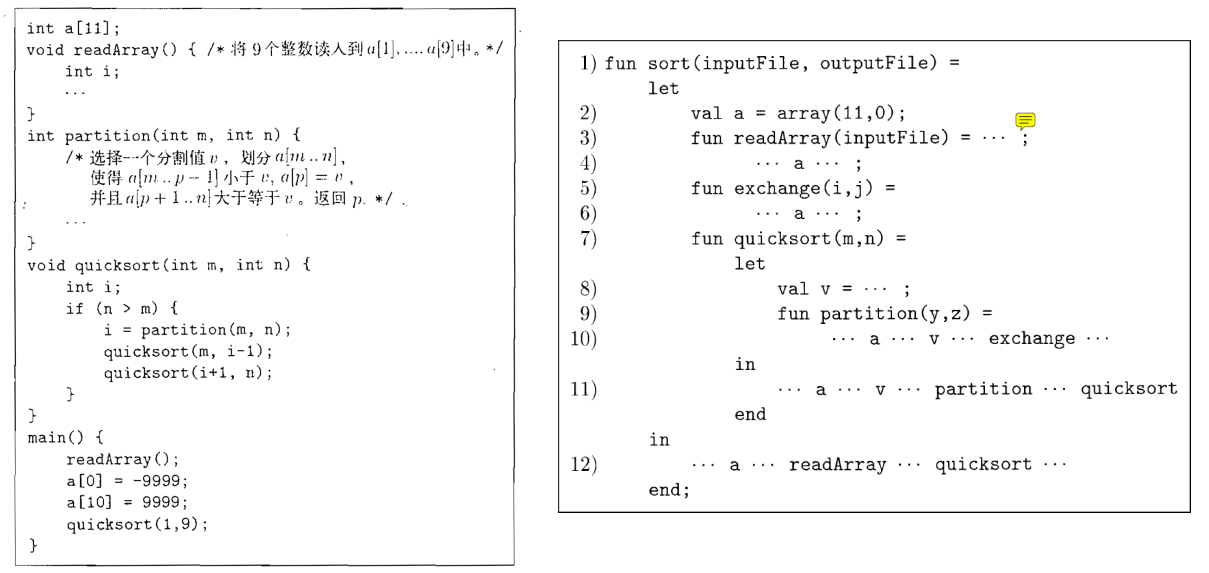 int a[11];
void readArray() { /* 将 9个整数读入到a[1],....a[9]中。*/
int i;
...
}
int partition(int m, int n) {
/* 选择一个分割值 v ，划分 a[m..n]，
使得 a[m..p − 1] 小于 v, a[p] = v ，
并且a[p + 1..n]大于等于 v 。返回 p. */
...
}
void quicksort(int m, int n) {
int i;
if (n > m) {
i = partition(m, n);
quicksort(m, i-1);
quicksort(i+1, n);
}
}
main() {
readArray();
a[0] = -9999;
a[10] = 9999;
quicksort(1,9);
}
1) fun sort(inputFile, outputFile) =
let
2) val a = array(11,0);
3) fun readArray(inputFile) = ··· ;
4) ··· a ··· ;
5) fun exchange(i,j) =
6) ··· a ··· ;
7) fun quicksort(m,n) =
let
8) val v = ··· ;
9) fun partition(y,z) =
10) ··· a ··· v ··· exchange ···
in
11) ··· a ··· v ··· partition ··· quicksort
end
in
12) ··· a ··· readArray ··· quicksort ···
end;